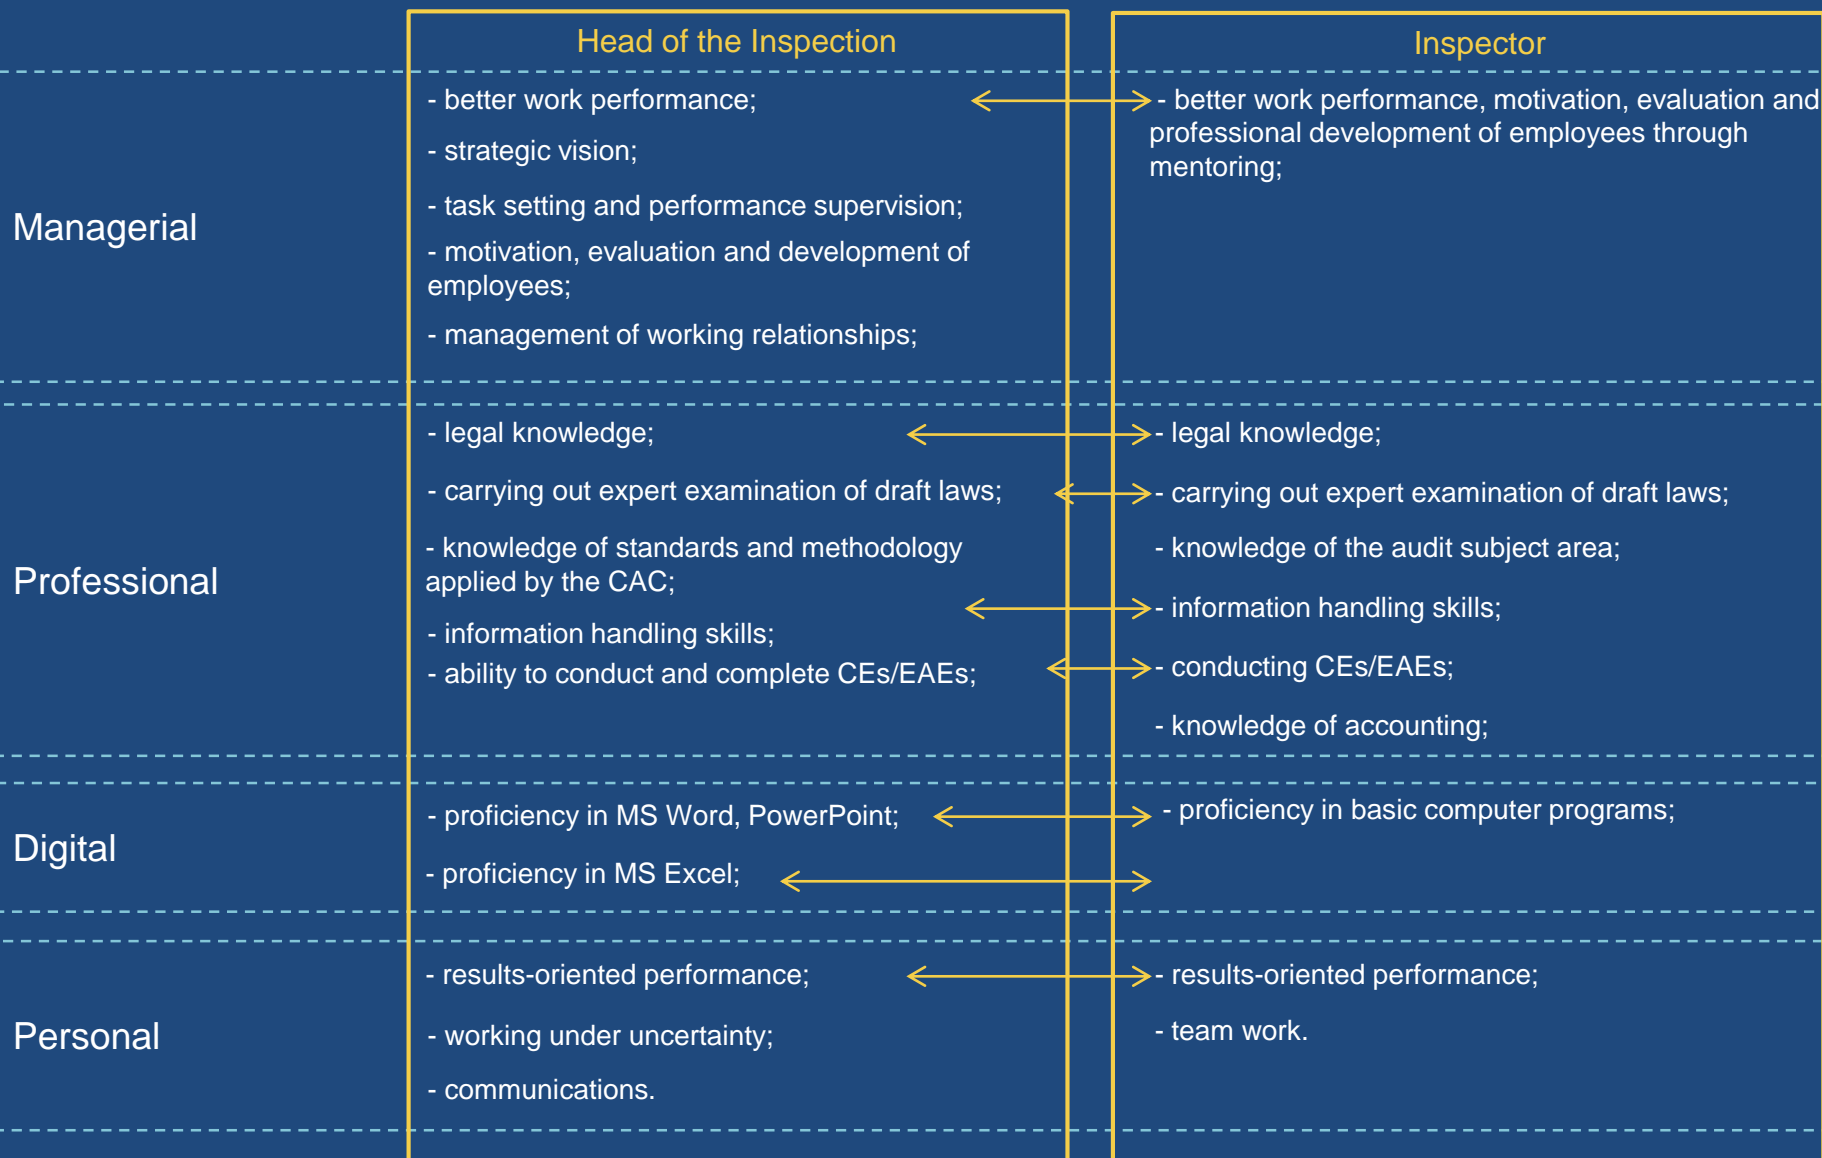 Head of the Inspection
Inspector
Managerial
- better work performance;
- strategic vision;
- task setting and performance supervision;
- motivation, evaluation and development of
employees;
- management of working relationships;
- better work performance, motivation, evaluation and
professional development of employees through
mentoring;
Professional
- legal knowledge;
- carrying out expert examination of draft laws;
- knowledge of standards and methodology
applied by the CAC;
- information handling skills;
- ability to conduct and complete CEs/EAEs;
- legal knowledge;
- carrying out expert examination of draft laws;
- knowledge of the audit subject area;
- information handling skills;
- conducting CEs/EAEs;
- knowledge of accounting;
Digital
- proficiency in MS Word, PowerPoint;
- proficiency in MS Excel;
- proficiency in basic computer programs;
Personal
- results-oriented performance;
- working under uncertainty;
- communications.
- results-oriented performance;
- team work.